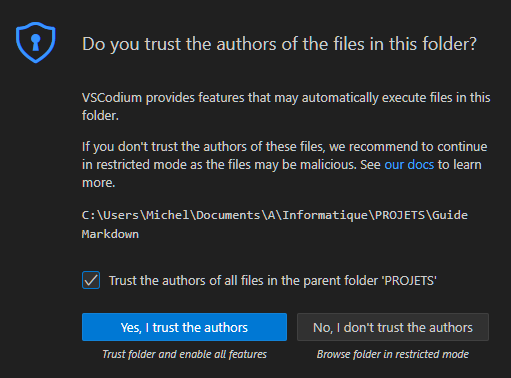 Do you trust the authors of the files in this folder?
VSCodium provides features that may automatically execute files in this
folder.
If you don't trust the authors of these files, we recommend to continue
in restricted mode as the files may be malicious. See our docs to learn
more.
C:\Users\Michel\Documents\A\Informatique\PROJETS\Guide
Markdown
Trust the authors of all files in the parent folder 'PROJETS'
Yes, I trust the authors
No, I don't trust the authors
Trust folder and enable all features
Browse folder in restricted mode